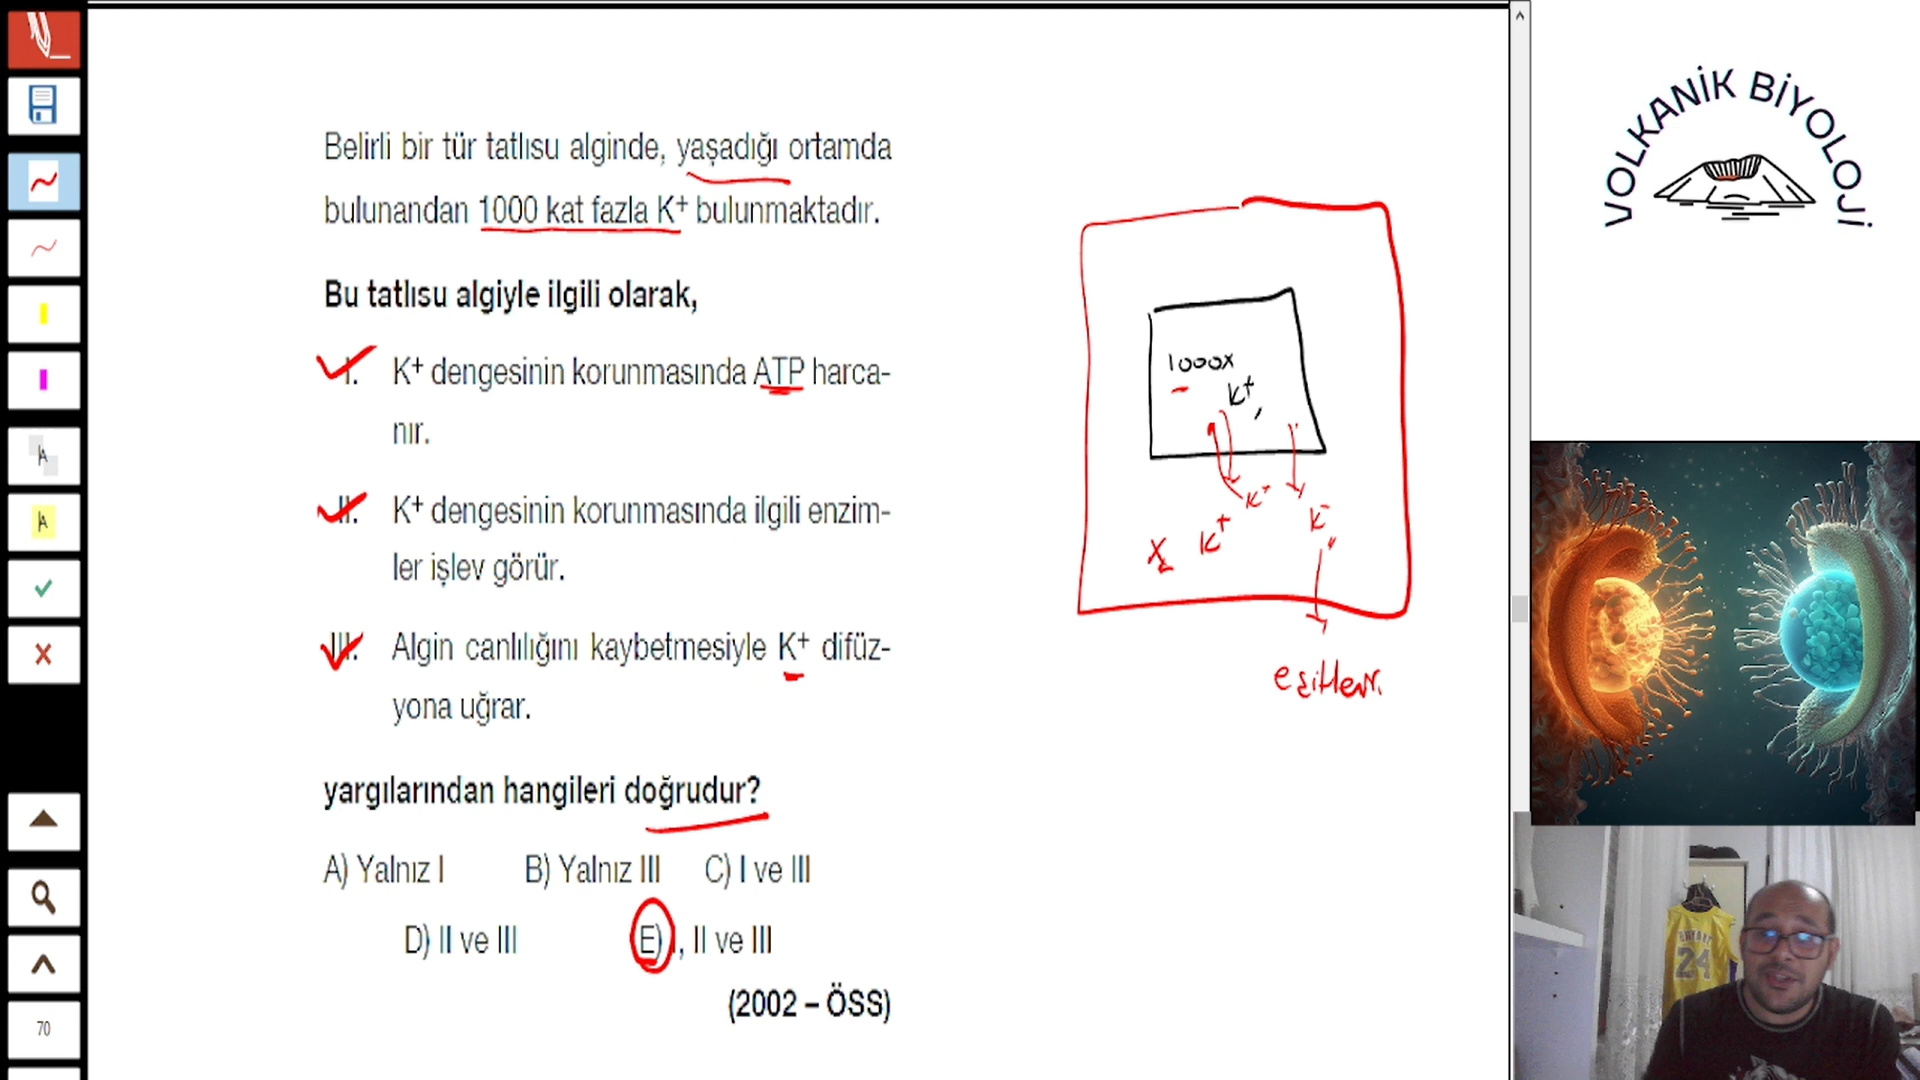 VOLKANİK BİYOLOJİ
Belirli bir tür tatlısu alginde, yaşadığı ortamda
bulunandan 1000 kat fazla K⁺ bulunmaktadır.
Bu tatlısu algiyle ilgili olarak,
I. K⁺ dengesinin korunmasında ATP harca-
nır.
II. K⁺ dengesinin korunmasında ilgili enzim-
ler işlev görür.
III. Algin canlılığını kaybetmesiyle K⁺ difüz-
yona uğrar.
yargılarından hangileri doğrudur?
A) Yalnız I B) Yalnız III C) I ve III
D) II ve III E) I, II ve III
(2002 – ÖSS)
1000x
K⁺
K⁺
X K⁺
eşitlenir.
24
70